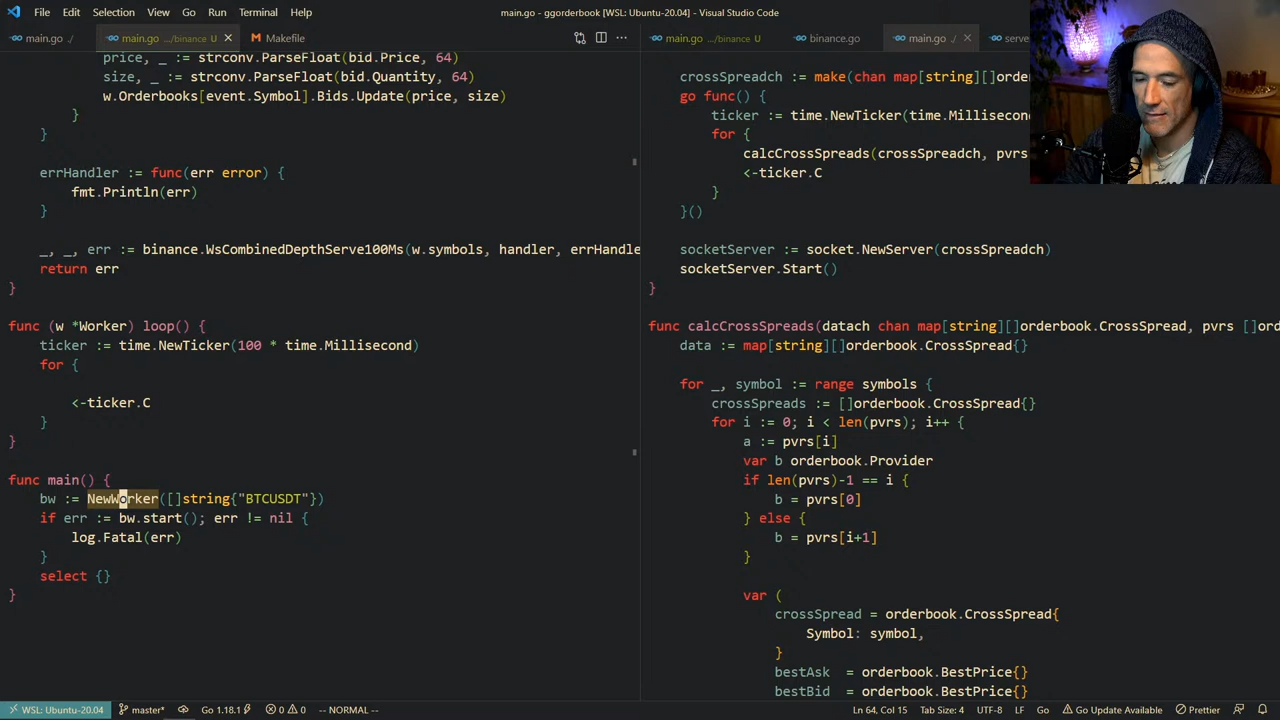 File Edit Selection View Go Run Terminal Help
main.go - ggorderbook [WSL: Ubuntu-20.04] - Visual Studio Code
main.go ./
main.go .../binance U
Makefile
main.go .../binance U
binance.go
main.go ./
serve
price, _ := strconv.ParseFloat(bid.Price, 64)
size, _ := strconv.ParseFloat(bid.Quantity, 64)
w.Orderbooks[event.Symbol].Bids.Update(price, size)
}
}
errHandler := func(err error) {
fmt.Println(err)
}
_, _, err := binance.WsCombinedDepthServe100Ms(w.symbols, handler, errHandle
return err
}
func (w *Worker) loop() {
ticker := time.NewTicker(100 * time.Millisecond)
for {
<-ticker.C
}
}
func main() {
bw := NewWorker([]string{"BTCUSDT"})
if err := bw.start(); err != nil {
log.Fatal(err)
}
select {}
}
crossSpreadch := make(chan map[string][]orde
go func() {
ticker := time.NewTicker(time.Millisecon
for {
calcCrossSpreads(crossSpreadch, pvrs
<-ticker.C
}
}()
socketServer := socket.NewServer(crossSpreadch)
socketServer.Start()
}
func calcCrossSpreads(datach chan map[string][]orderbook.CrossSpread, pvrs []o
data := map[string][]orderbook.CrossSpread{}
for _, symbol := range symbols {
crossSpreads := []orderbook.CrossSpread{}
for i := 0; i < len(pvrs); i++ {
a := pvrs[i]
var b orderbook.Provider
if len(pvrs)-1 == i {
b = pvrs[0]
} else {
b = pvrs[i+1]
}
var (
crossSpread = orderbook.CrossSpread{
Symbol: symbol,
}
bestAsk = orderbook.BestPrice{}
bestBid = orderbook.BestPrice{}
WSL: Ubuntu-20.04 master* Go 1.18.1 0 0 -- NORMAL -- Ln 64, Col 15 Tab Size: 4 UTF-8 LF Go Go Update Available Prettier